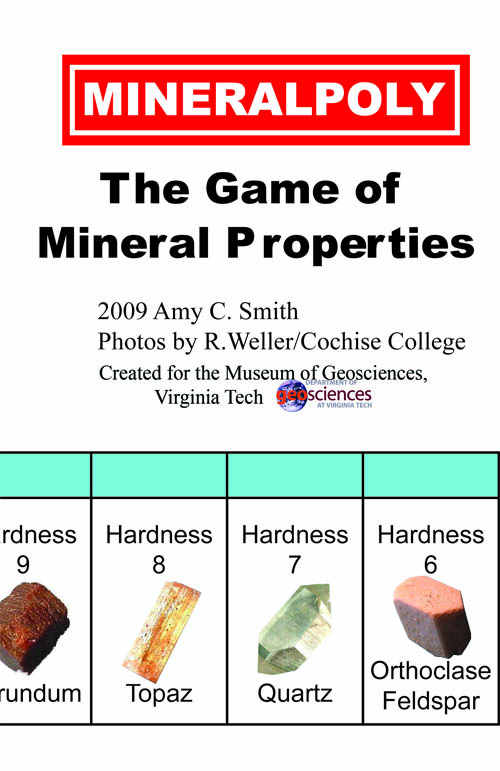 MINERALPOLY
The Game of
Mineral Properties
2009 Amy C. Smith
Photos by R.Weller/Cochise College
Created for the Museum of Geosciences,
Virginia Tech
DEPARTMENT OF
geosciences
AT VIRGINIA TECH
rdness
9
rundum
Hardness
8
Topaz
Hardness
7
Quartz
Hardness
6
Orthoclase
Feldspar